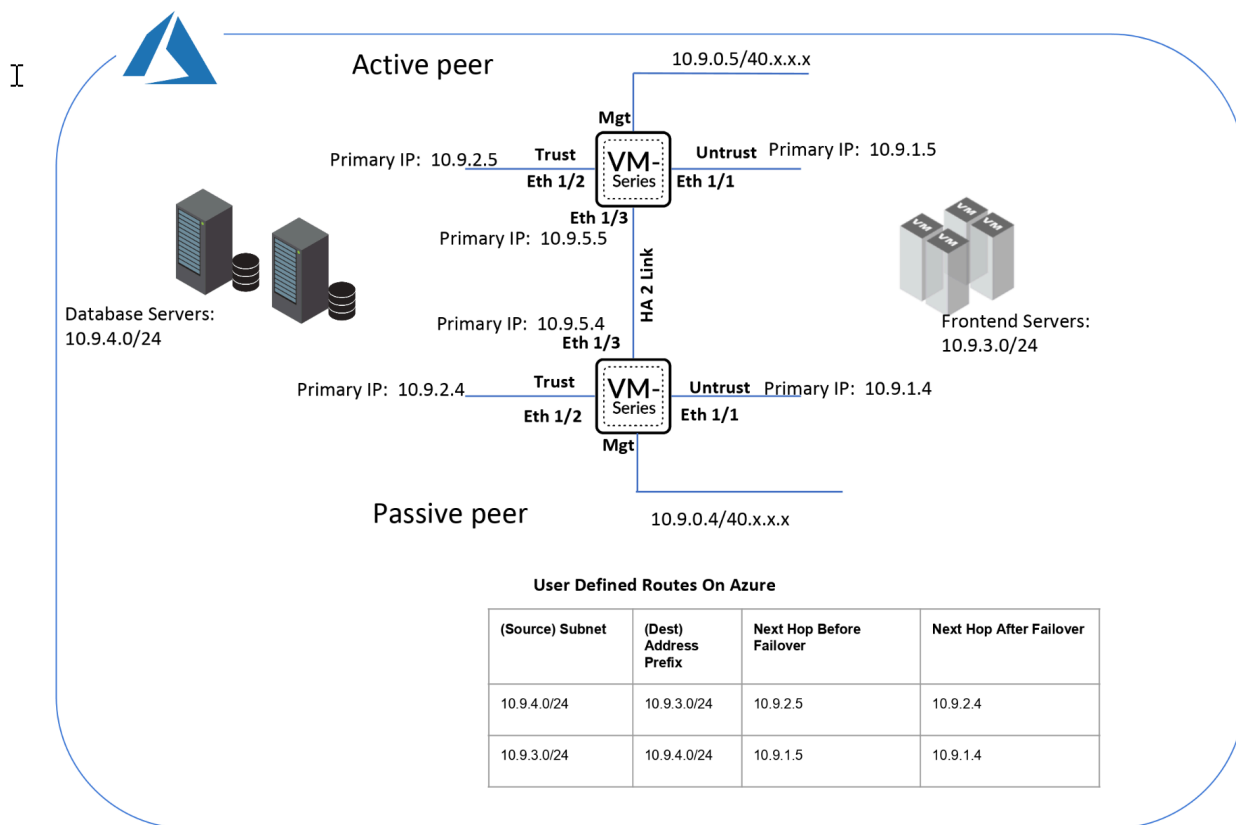 Active peer
10.9.0.5/40.x.x.x
Mgt
Primary IP: 10.9.2.5
Trust
Untrust
Primary IP: 10.9.1.5
VM-
Series
Eth 1/2
Eth 1/1
Eth 1/3
Primary IP: 10.9.5.5
HA 2 Link
VM
VM
VM
VM
Database Servers:
10.9.4.0/24
Frontend Servers:
10.9.3.0/24
Primary IP: 10.9.5.4
Eth 1/3
Primary IP: 10.9.2.4
Trust
Untrust
Primary IP: 10.9.1.4
VM-
Series
Eth 1/2
Eth 1/1
Mgt
Passive peer
10.9.0.4/40.x.x.x
User Defined Routes On Azure
(Source) Subnet
(Dest)
Address
Prefix
Next Hop Before
Failover
Next Hop After Failover
10.9.4.0/24
10.9.3.0/24
10.9.2.5
10.9.2.4
10.9.3.0/24
10.9.4.0/24
10.9.1.5
10.9.1.4